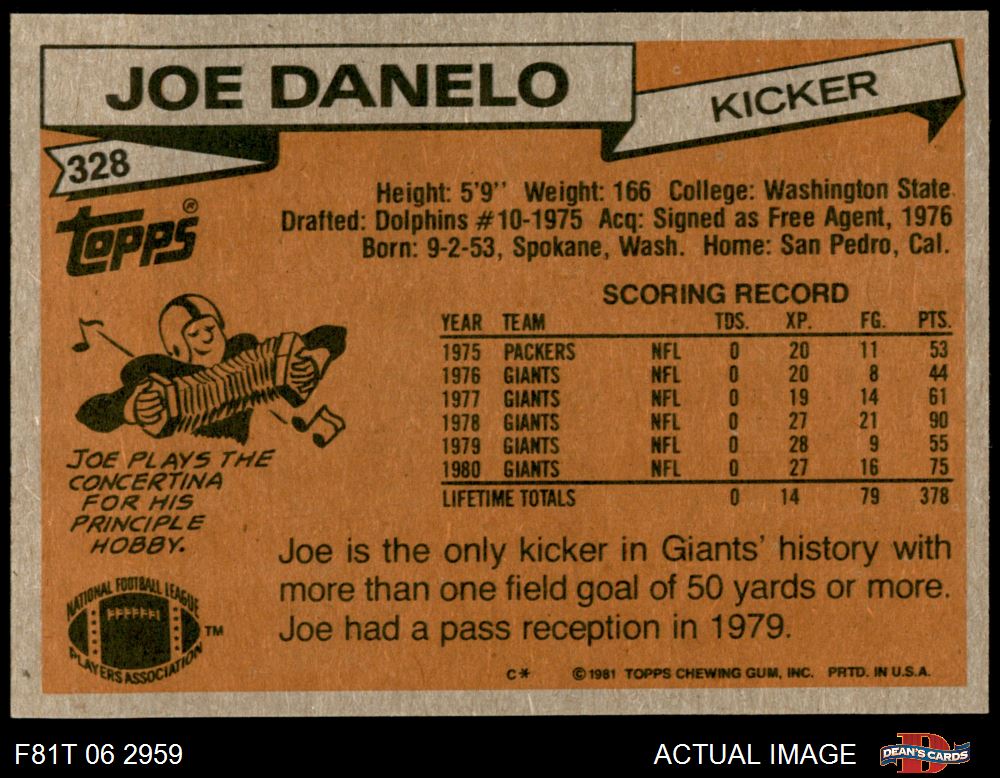 JOE DANELO
KICKER
328
Topps®
Height: 5'9'' Weight: 166 College: Washington State
Drafted: Dolphins #10-1975 Acq: Signed as Free Agent, 1976
Born: 9-2-53, Spokane, Wash. Home: San Pedro, Cal.
SCORING RECORD
YEAR TEAM TDS. XP. FG. PTS.
1975 PACKERS NFL 0 20 11 53
1976 GIANTS NFL 0 20 8 44
1977 GIANTS NFL 0 19 14 61
1978 GIANTS NFL 0 27 21 90
1979 GIANTS NFL 0 28 9 55
1980 GIANTS NFL 0 27 16 75
LIFETIME TOTALS 0 14 79 378
JOE PLAYS THE
CONCERTINA
FOR HIS
PRINCIPLE
HOBBY.
Joe is the only kicker in Giants' history with
more than one field goal of 50 yards or more.
Joe had a pass reception in 1979.
NATIONAL FOOTBALL LEAGUE
PLAYERS ASSOCIATION
TM
C* ©1981 TOPPS CHEWING GUM, INC. PRTD. IN U.S.A.
F81T 06 2959
ACTUAL IMAGE
D
DEAN'S CARDS